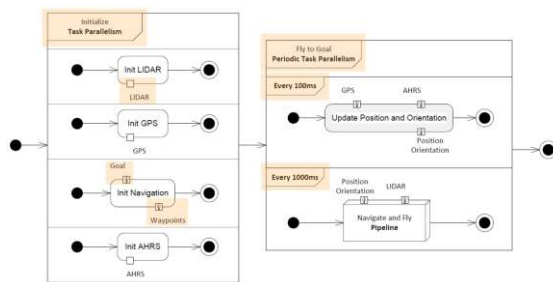 Initialize
Task Parallelism
Init LIDAR
LIDAR
Init GPS
GPS
Goal
Init Navigation
Waypoints
Init AHRS
AHRS
Fly to Goal
Periodic Task Parallelism
Every 100ms
GPS
AHRS
Update Position and Orientation
Position
Orientation
Every 1000ms
Position
Orientation
LIDAR
Navigate and Fly
Pipeline